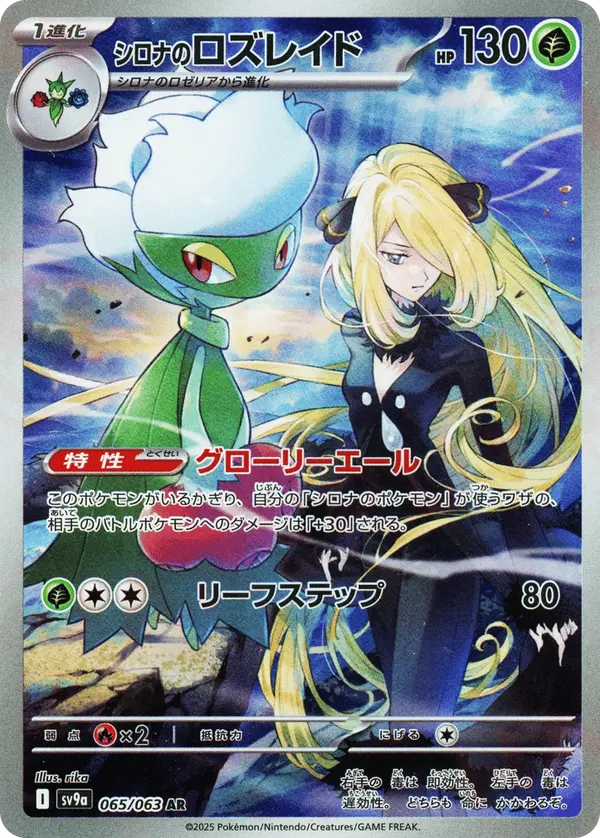 1進化
シロナのロズレイド HP130
シロナのロゼリアから進化
特性 とくせい グローリーエール
このポケモンがいるかぎり、自分の「シロナのポケモン」が使うワザの、
相手のバトルポケモンへのダメージは「+30」される。
リーフステップ 80
弱点 ×2 抵抗力 にげる
Illus. rika
I sv9a 065/063 AR
右手の 毒は 即効性。左手の 毒は
遅効性。どちらも 命に かかわるぞ。
©2025 Pokémon/Nintendo/Creatures/GAME FREAK.